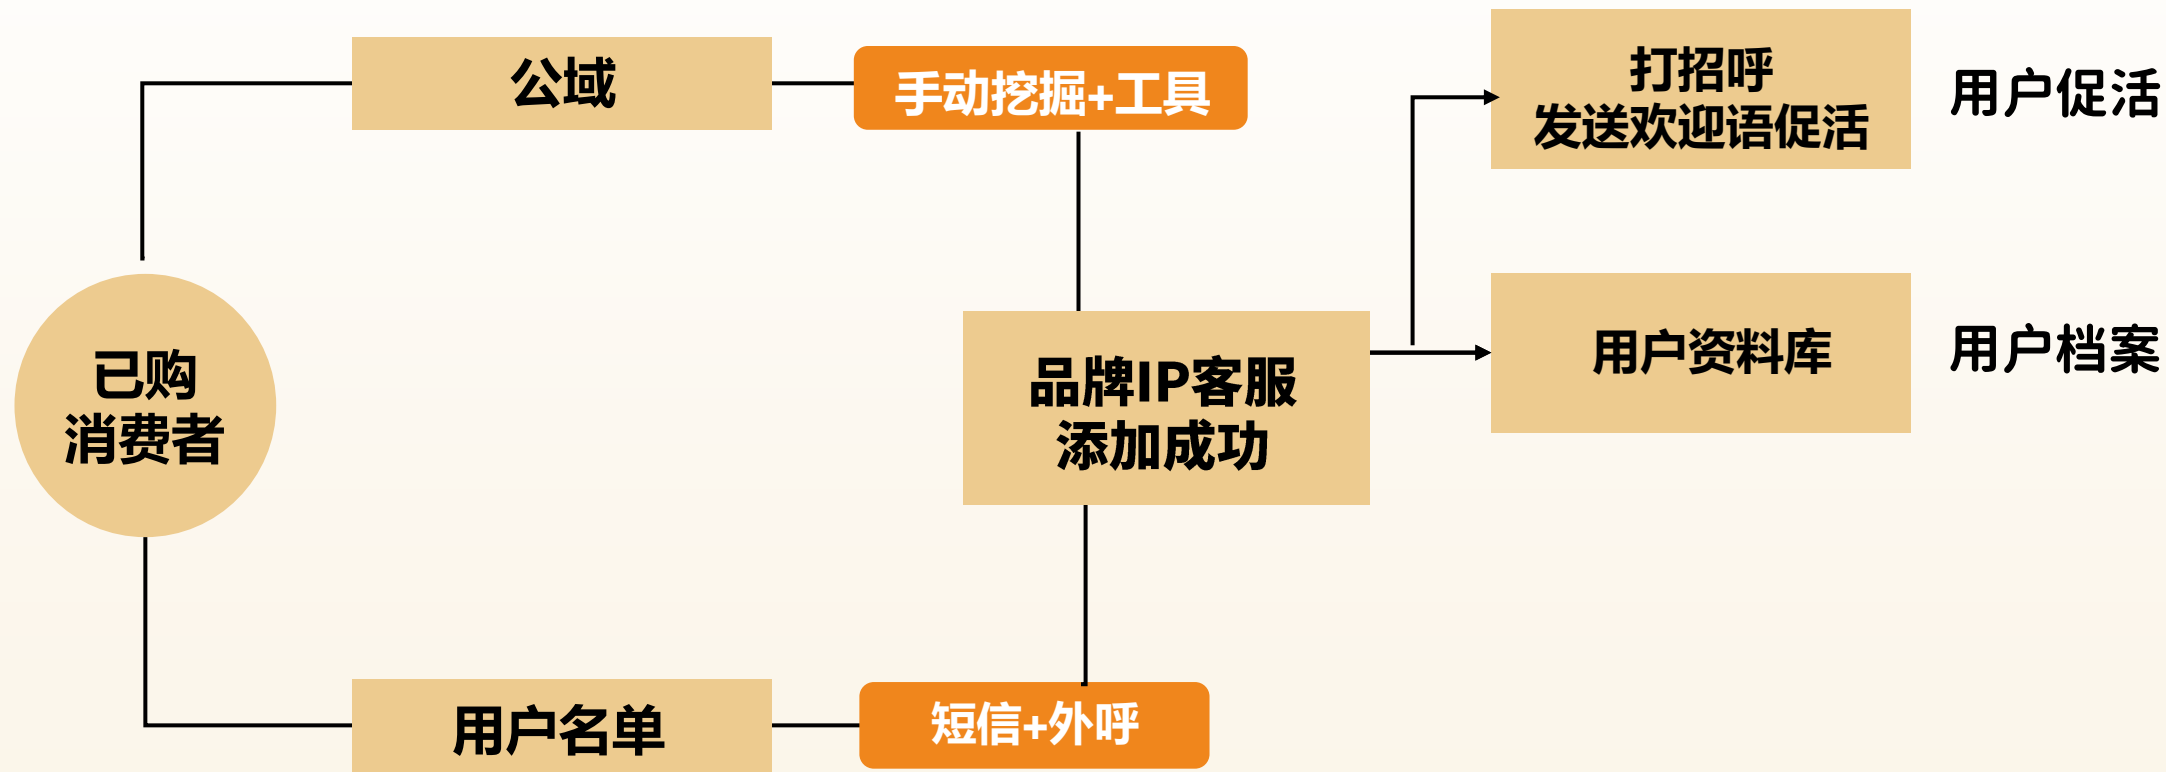 公域
手动挖掘+工具
打招呼
发送欢迎语促活
用户促活
已购
消费者
品牌IP客服
添加成功
用户资料库
用户档案
用户名单
短信+外呼